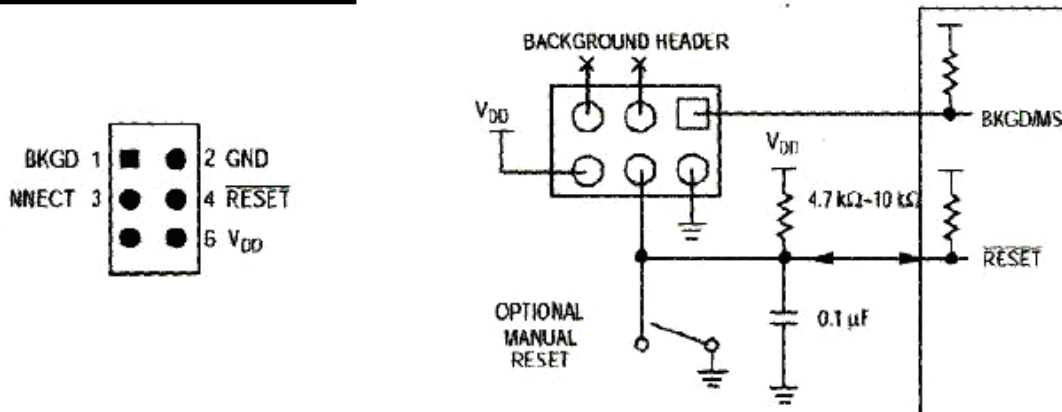 BKGD 1
2 GND
NNECT 3
4 RESET
6 VDD
BACKGROUND HEADER
VDD
BKGD/MS
VDD
4.7 kΩ–10 kΩ
RESET
OPTIONAL
MANUAL
RESET
0.1 µF